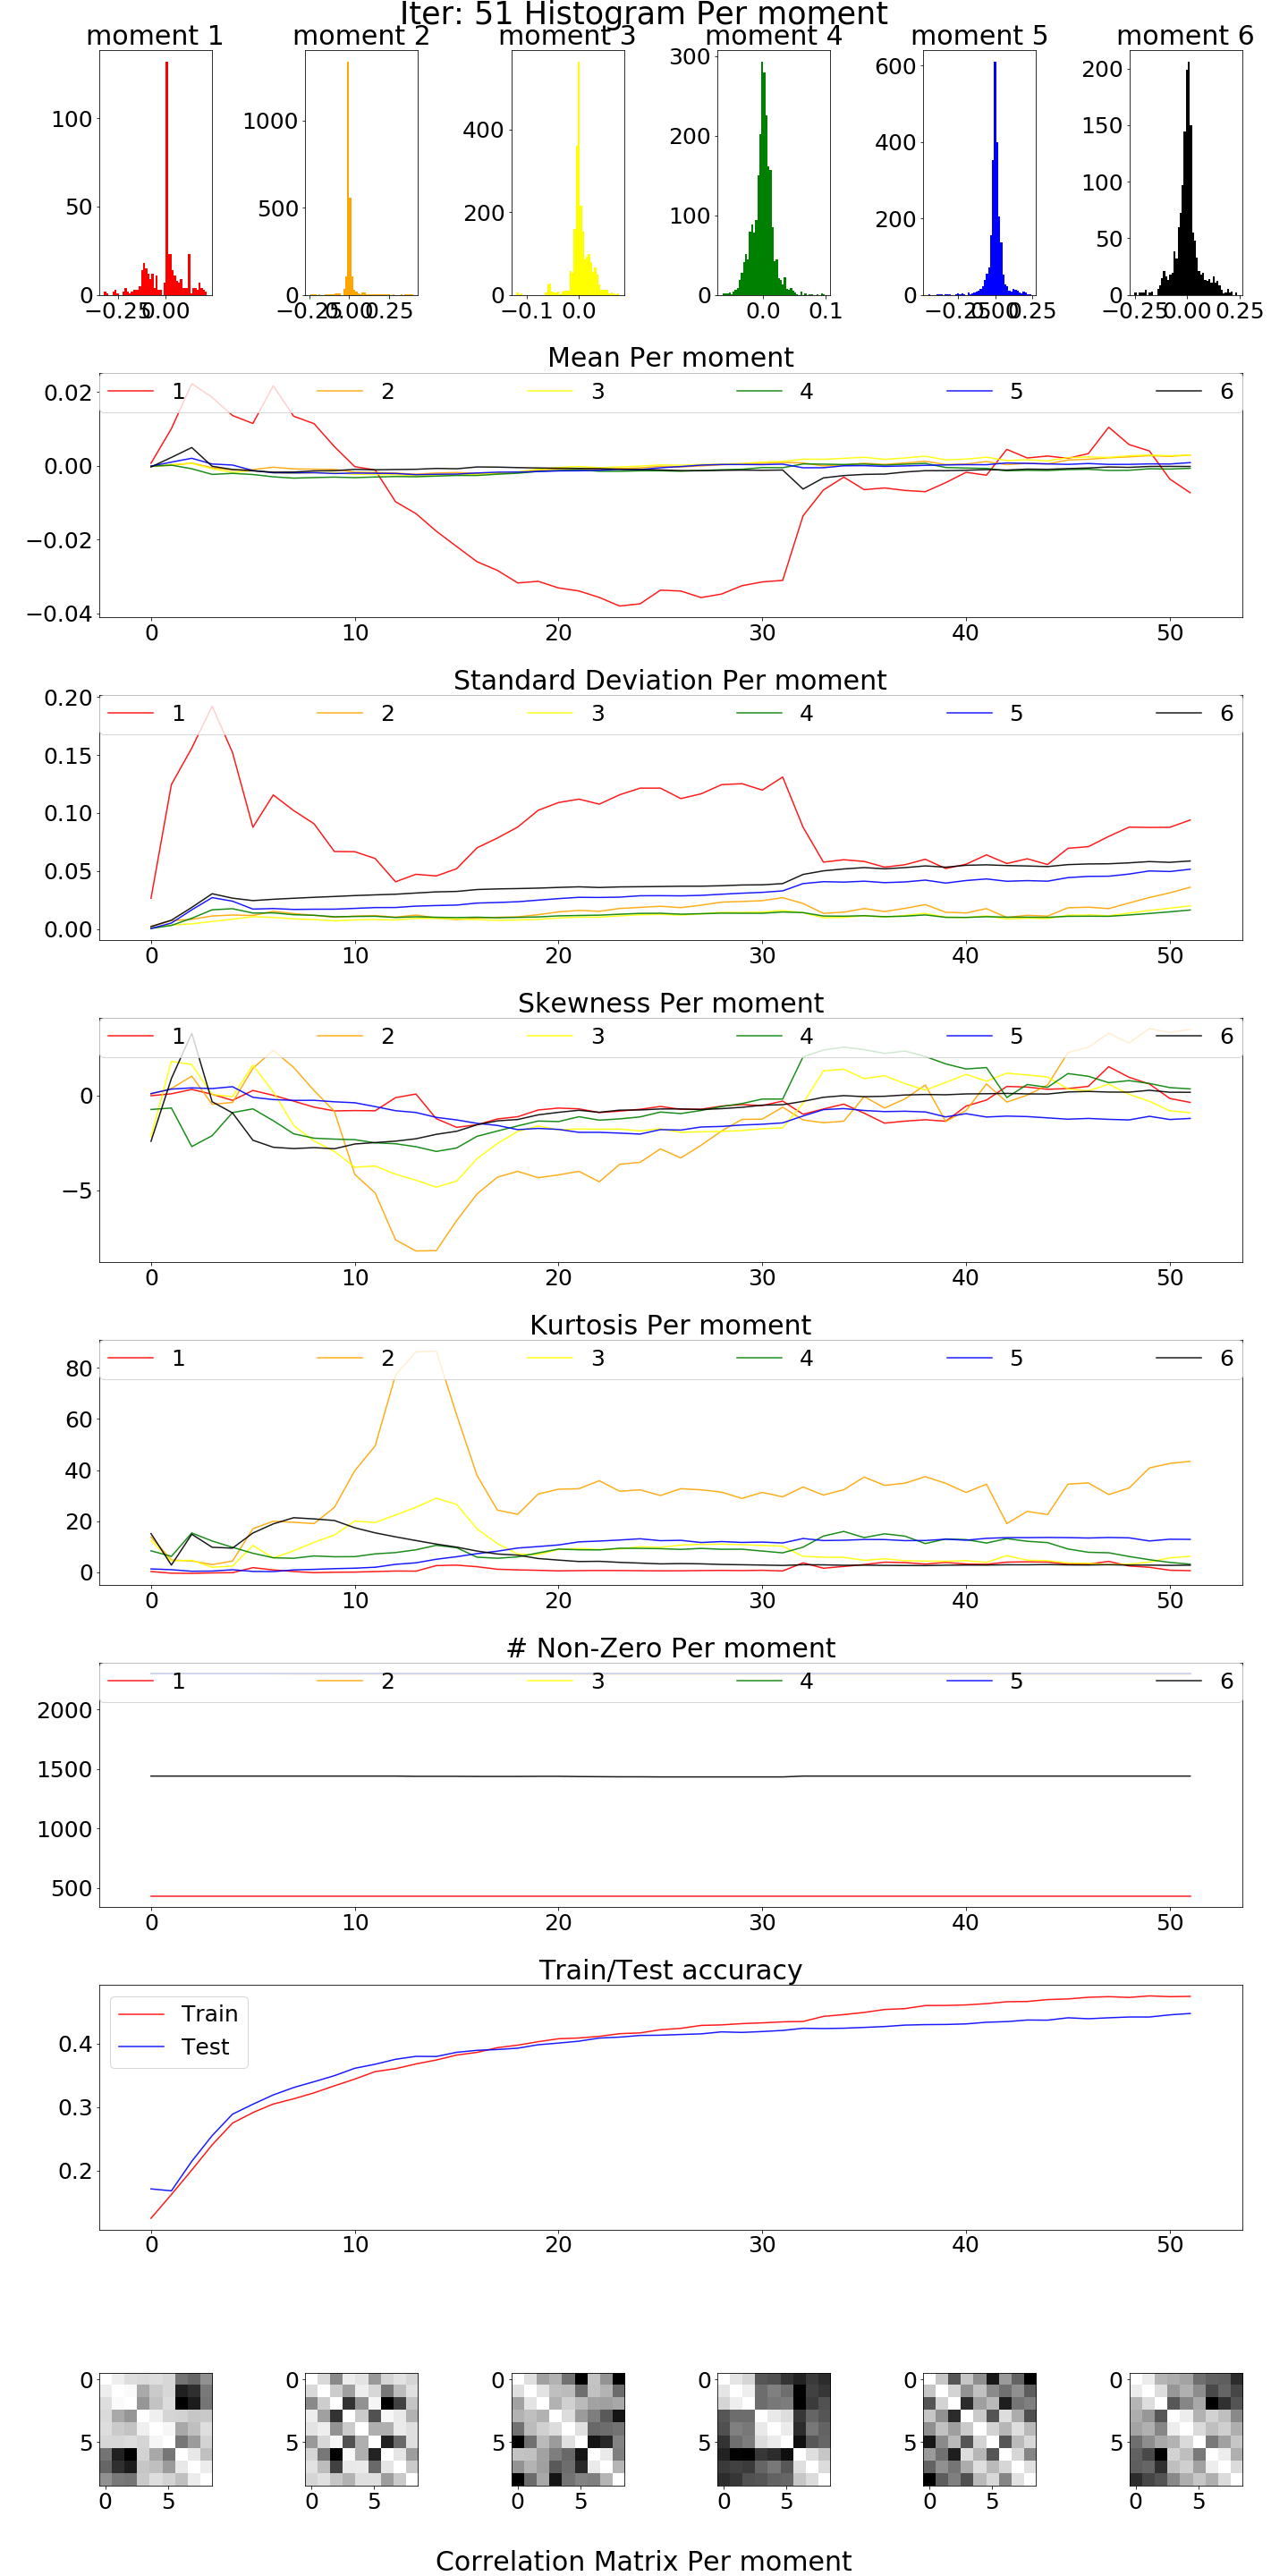 Iter: 51 Histogram Per moment
moment 1 moment 2 moment 3 moment 4 moment 5 moment 6
100
50
0
−0.25 0.00
1000
500
0
−0.25 0.00 0.25
400
200
0
−0.1 0.0
300
200
100
0
0.0 0.1
600
400
200
0
−0.25 0.00 0.25
200
150
100
50
0
−0.25 0.00 0.25
Mean Per moment
1 2 3 4 5 6
0.02
0.00
−0.02
−0.04
0 10 20 30 40 50
Standard Deviation Per moment
1 2 3 4 5 6
0.20
0.15
0.10
0.05
0.00
0 10 20 30 40 50
Skewness Per moment
1 2 3 4 5 6
0
−5
0 10 20 30 40 50
Kurtosis Per moment
1 2 3 4 5 6
80
60
40
20
0
0 10 20 30 40 50
# Non-Zero Per moment
1 2 3 4 5 6
2000
1500
1000
500
0 10 20 30 40 50
Train/Test accuracy
Train
Test
0.4
0.3
0.2
0 10 20 30 40 50
0 0 0 0 0 0
5 5 5 5 5 5
0 5 0 5 0 5 0 5 0 5 0 5
Correlation Matrix Per moment